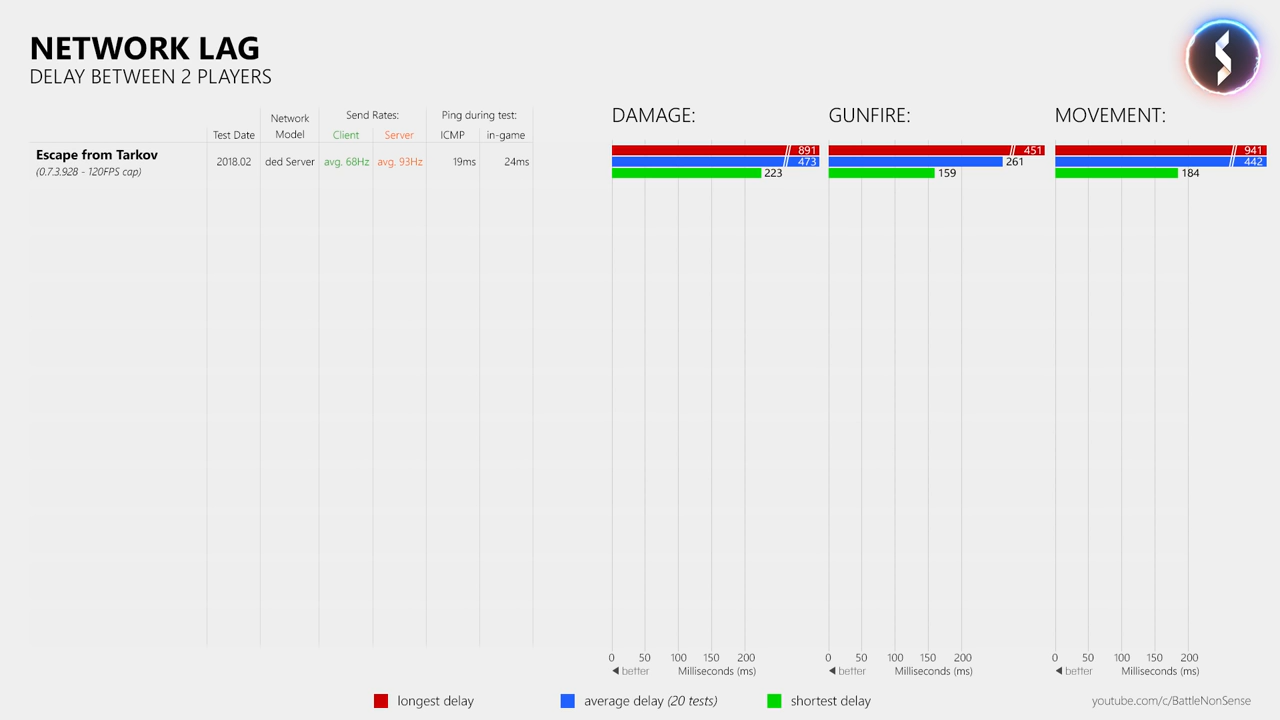 NETWORK LAG
DELAY BETWEEN 2 PLAYERS
Test Date
Network
Model
Send Rates:
Client
Server
Ping during test:
ICMP
in-game
DAMAGE:
GUNFIRE:
MOVEMENT:
Escape from Tarkov
(0.7.3.928 - 120FPS cap)
2018.02
ded Server
avg. 68Hz
avg. 93Hz
19ms
24ms
891
473
223
451
261
159
941
442
184
0 50 100 150 200
◀ better Milliseconds (ms)
0 50 100 150 200
◀ better Milliseconds (ms)
0 50 100 150 200
◀ better Milliseconds (ms)
longest delay
average delay (20 tests)
shortest delay
youtube.com/c/BattleNonSense